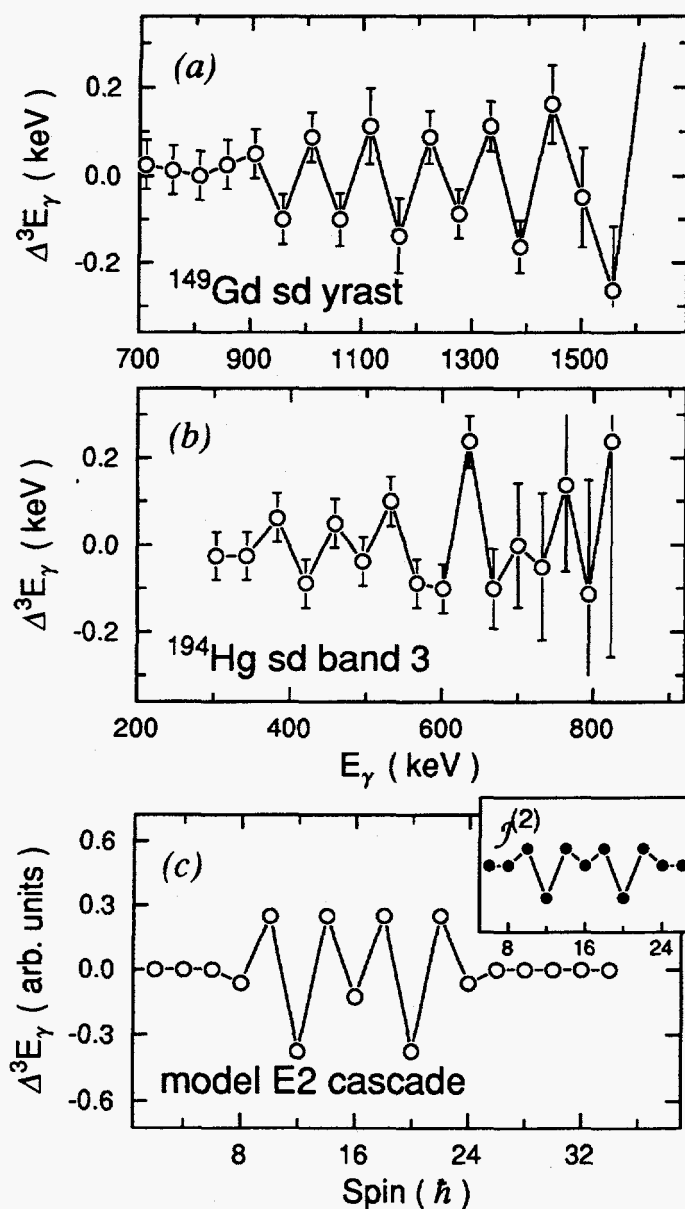 (a)
Δ³E_γ ( keV )
0.2
0.0
-0.2
¹⁴⁹Gd sd yrast
700 900 1100 1300 1500
(b)
Δ³E_γ ( keV )
0.2
0.0
-0.2
¹⁹⁴Hg sd band 3
200 400 600 800
E_γ ( keV )
(c)
Δ³E_γ (arb. units)
0.6
0.3
0.0
-0.3
-0.6
𝒥⁽²⁾
8 16 24
model E2 cascade
8 16 24 32
Spin ( ℏ )